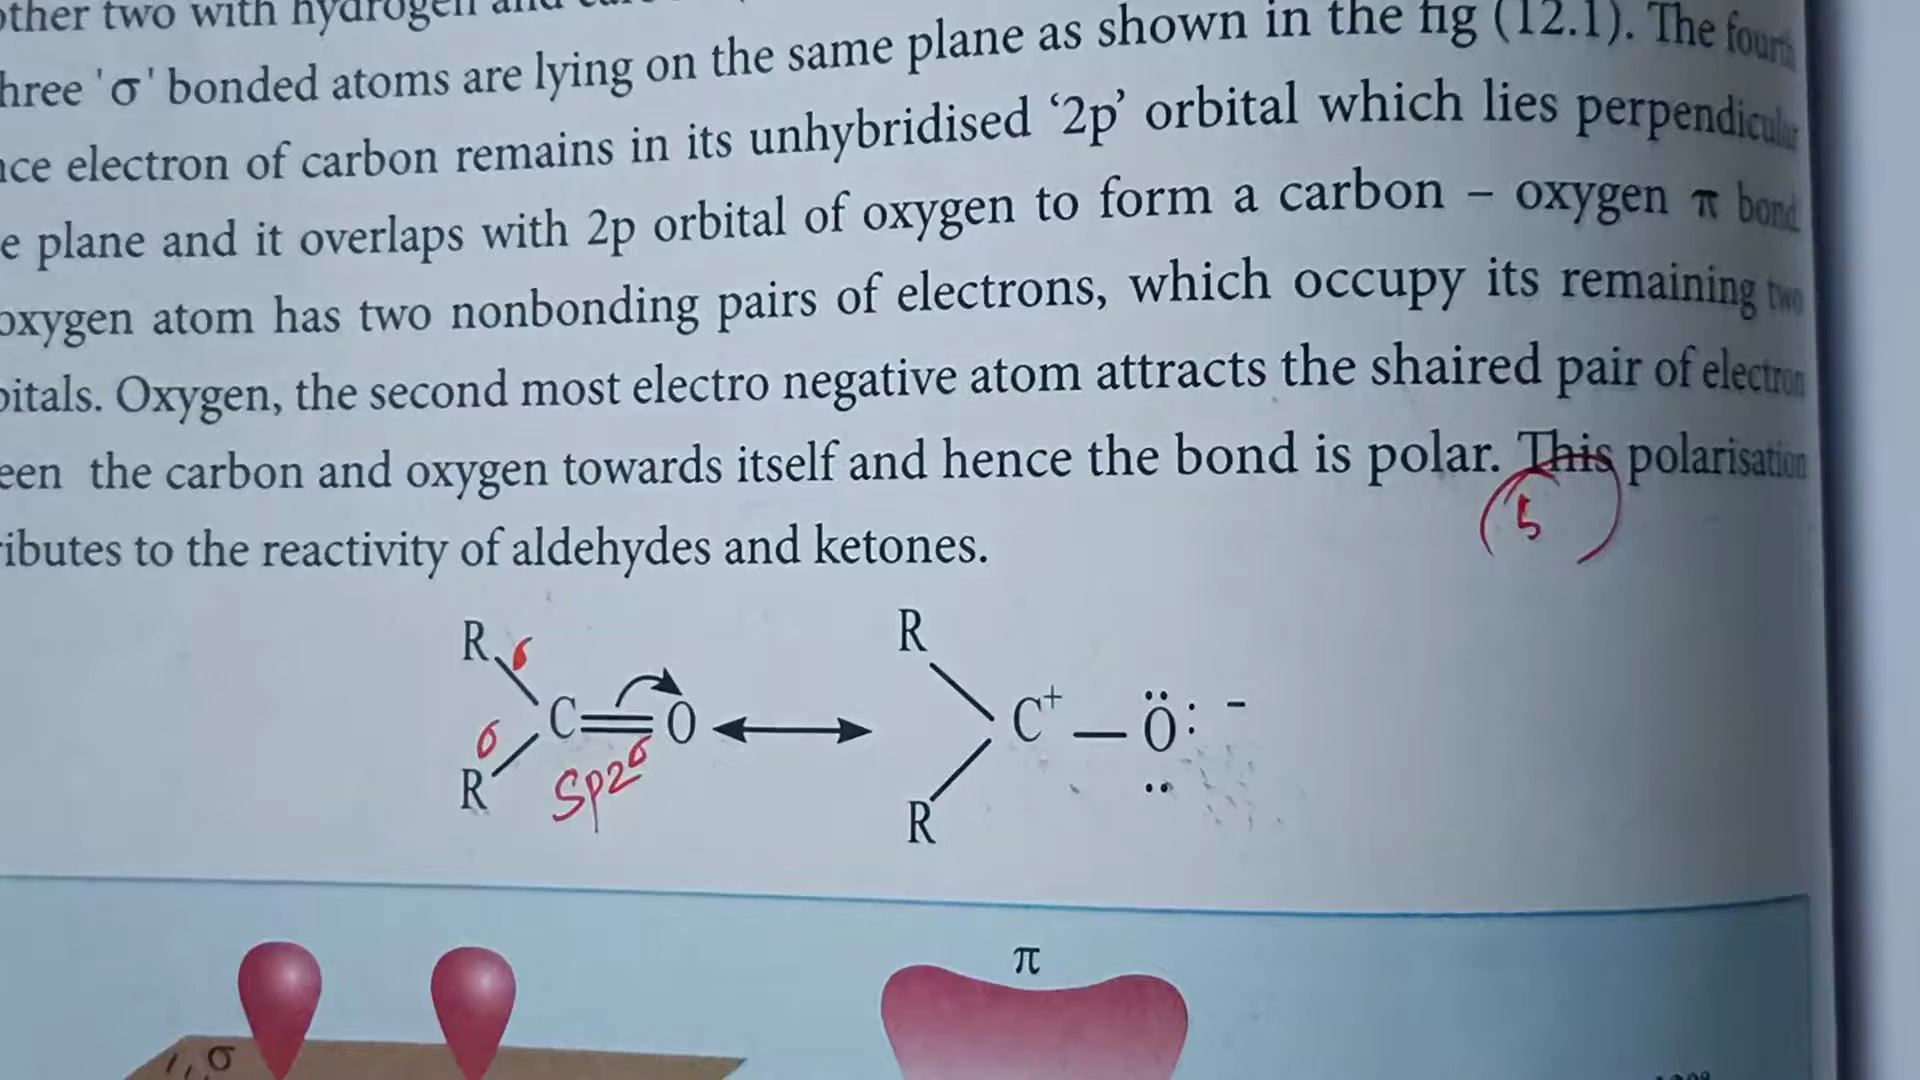 other two with hydrogen and
three 'σ' bonded atoms are lying on the same plane as shown in the fig (12.1). The fourth
nce electron of carbon remains in its unhybridised ‘2p’ orbital which lies perpendicular
e plane and it overlaps with 2p orbital of oxygen to form a carbon – oxygen π bond
oxygen atom has two nonbonding pairs of electrons, which occupy its remaining two
bitals. Oxygen, the second most electro negative atom attracts the shaired pair of electron
een the carbon and oxygen towards itself and hence the bond is polar. This polarisation
5
ributes to the reactivity of aldehydes and ketones.
R σ R
C=O C⁺ — Ö: -
σ σ
R Sp2 R
π
σ